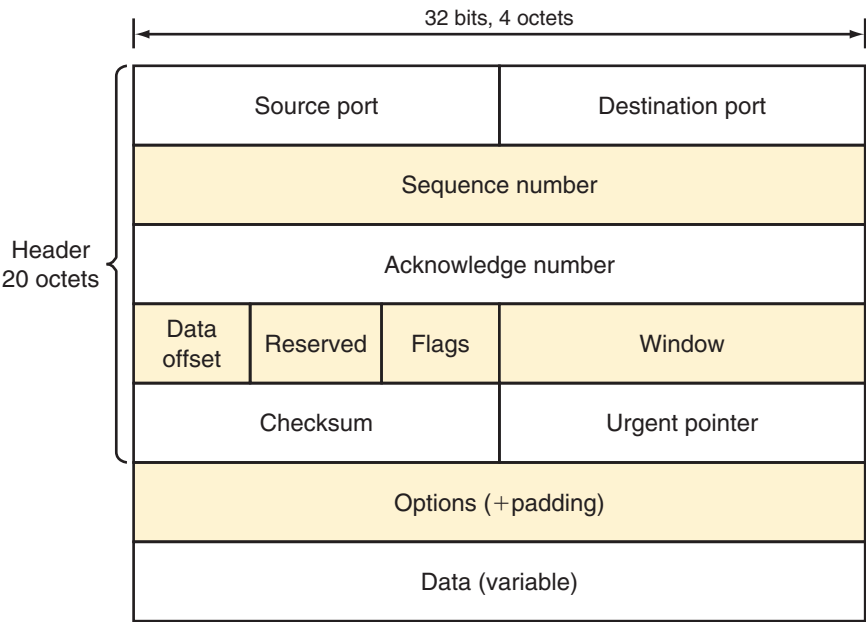 32 bits, 4 octets
Source port
Destination port
Sequence number
Header
20 octets
Acknowledge number
Data
offset
Reserved
Flags
Window
Checksum
Urgent pointer
Options (+padding)
Data (variable)